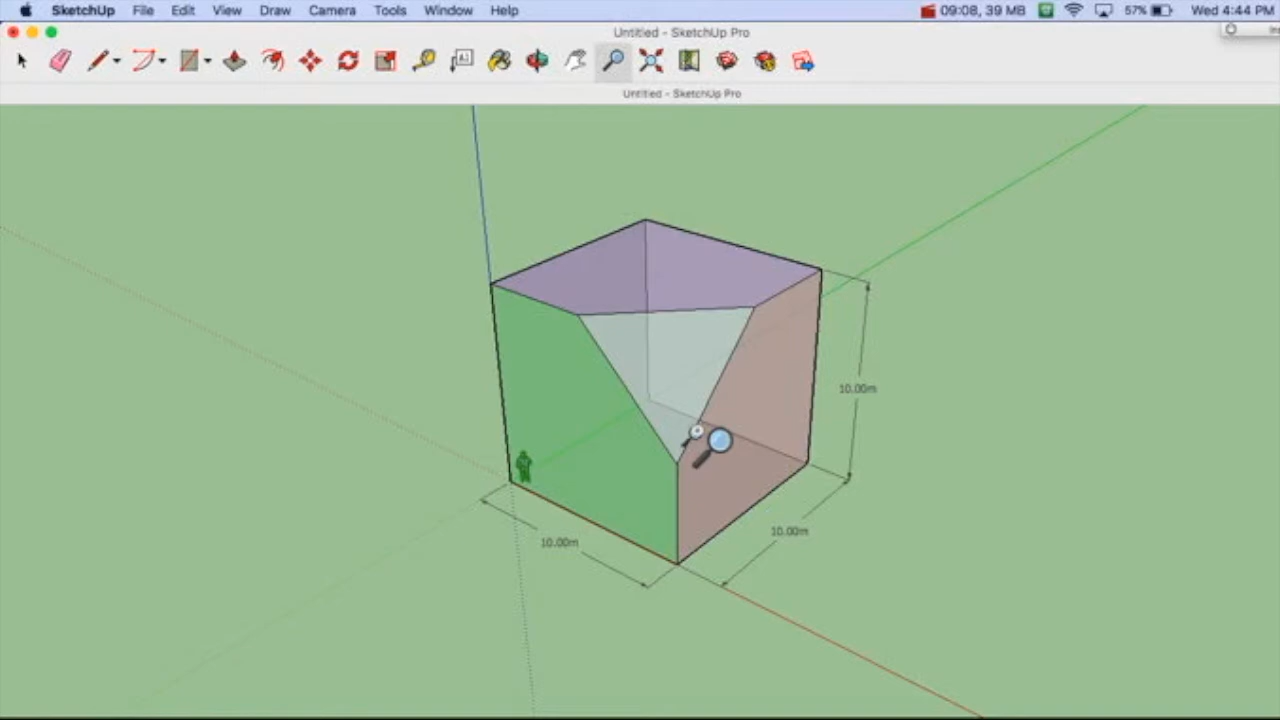 SketchUp File Edit View Draw Camera Tools Window Help 09:08, 39 MB 57% Wed 4:44 PM
Untitled - SketchUp Pro
A1
Untitled - SketchUp Pro
10.00m
10.00m
10.00m